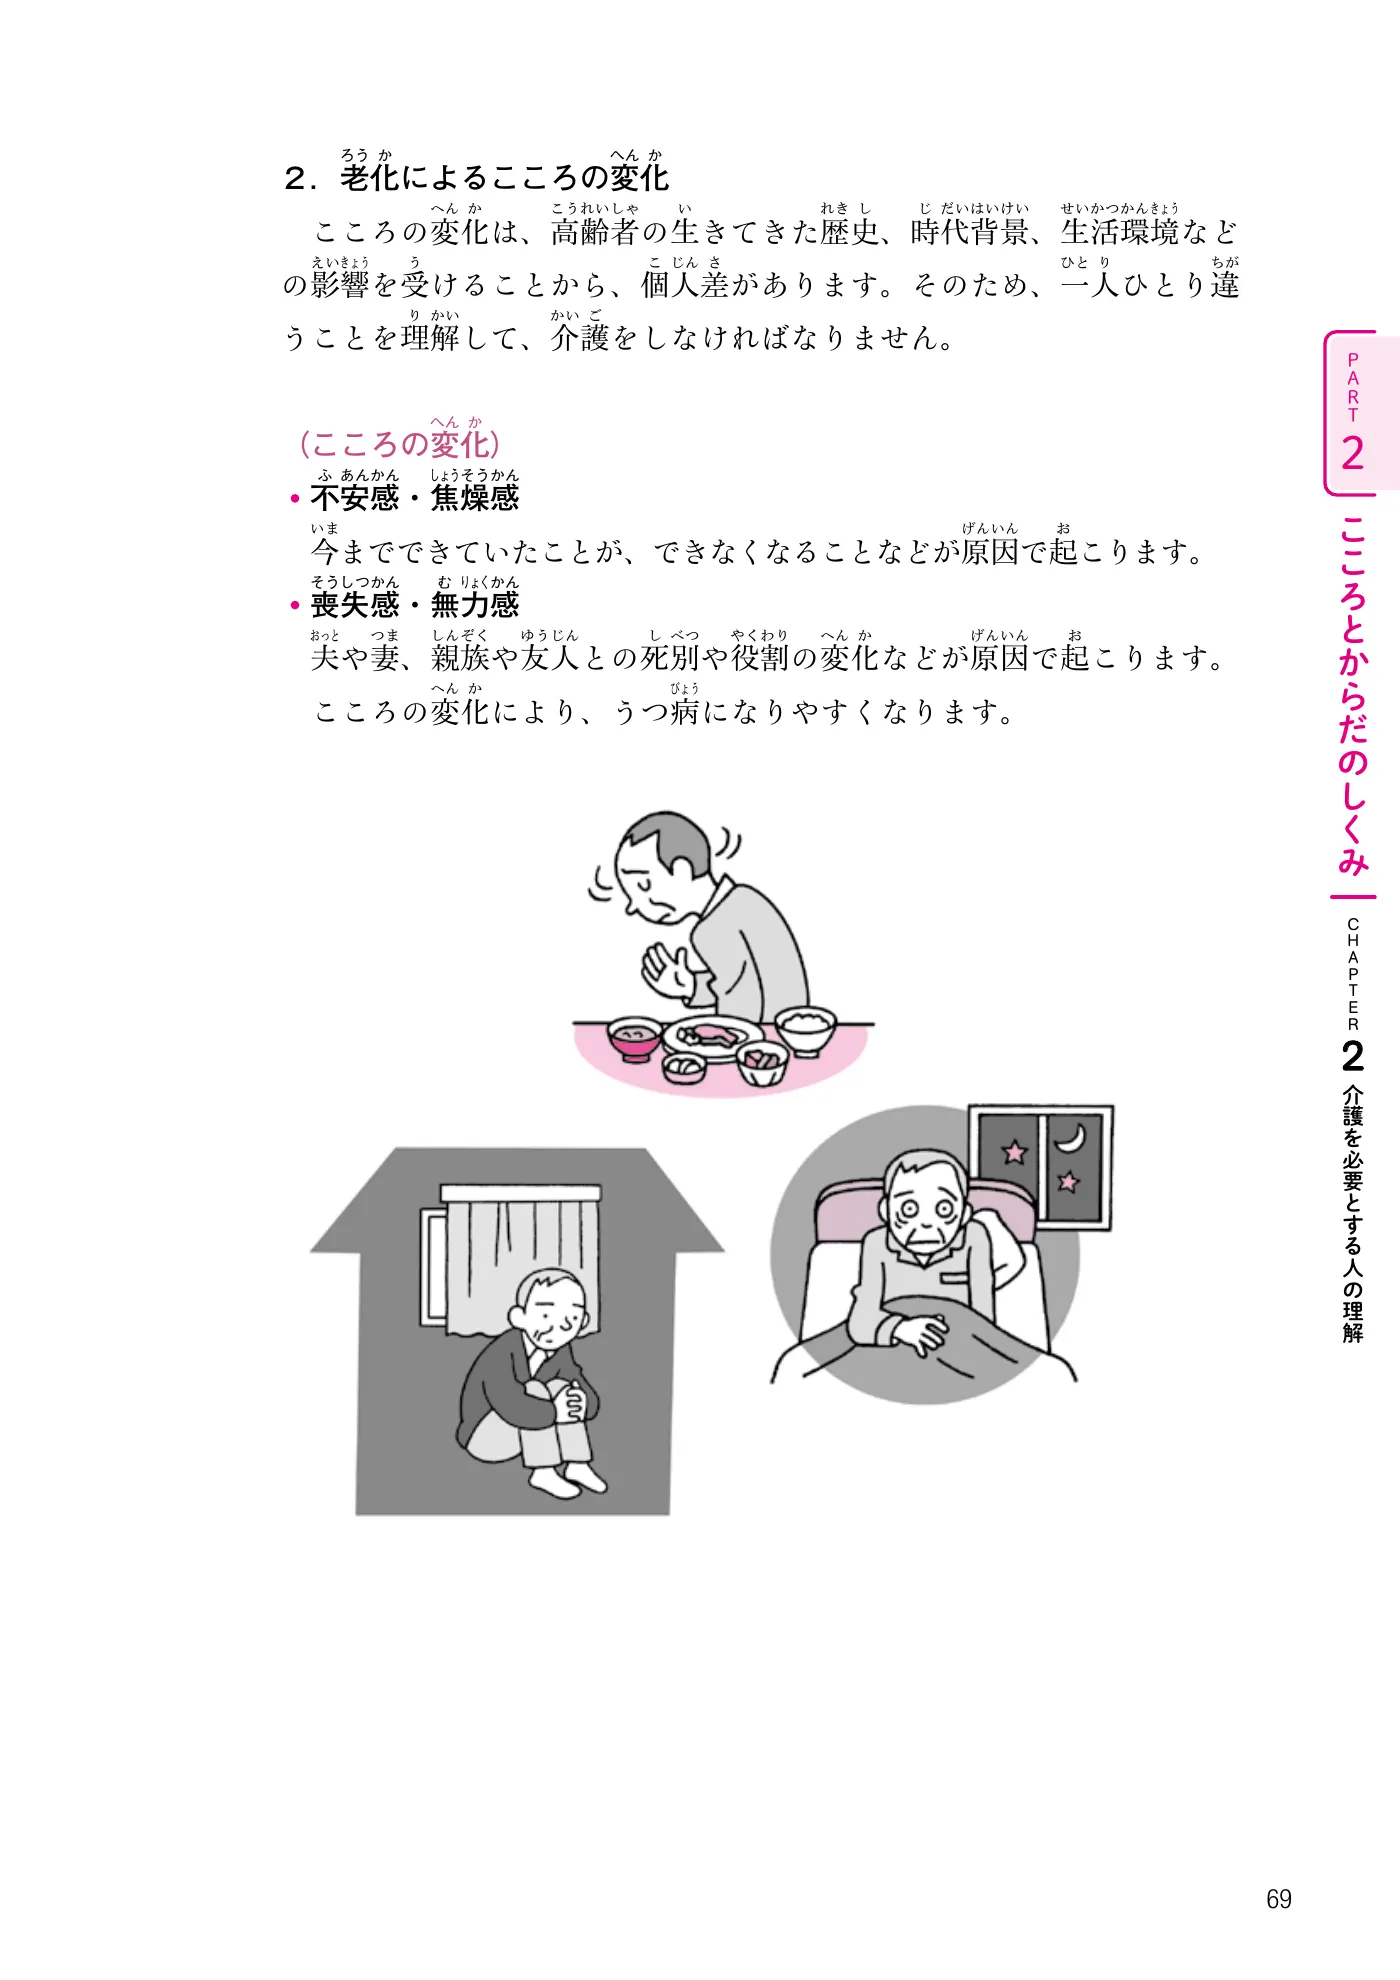 2．老化によるこころの変化
こころの変化は、高齢者の生きてきた歴史、時代背景、生活環境など
の影響を受けることから、個人差があります。そのため、一人ひとり違
うことを理解して、介護をしなければなりません。
（こころの変化）
・不安感・焦燥感
今までできていたことが、できなくなることなどが原因で起こります。
・喪失感・無力感
夫や妻、親族や友人との死別や役割の変化などが原因で起こります。
こころの変化により、うつ病になりやすくなります。
PART 2 こころとからだのしくみ
CHAPTER 2 介護を必要とする人の理解
69